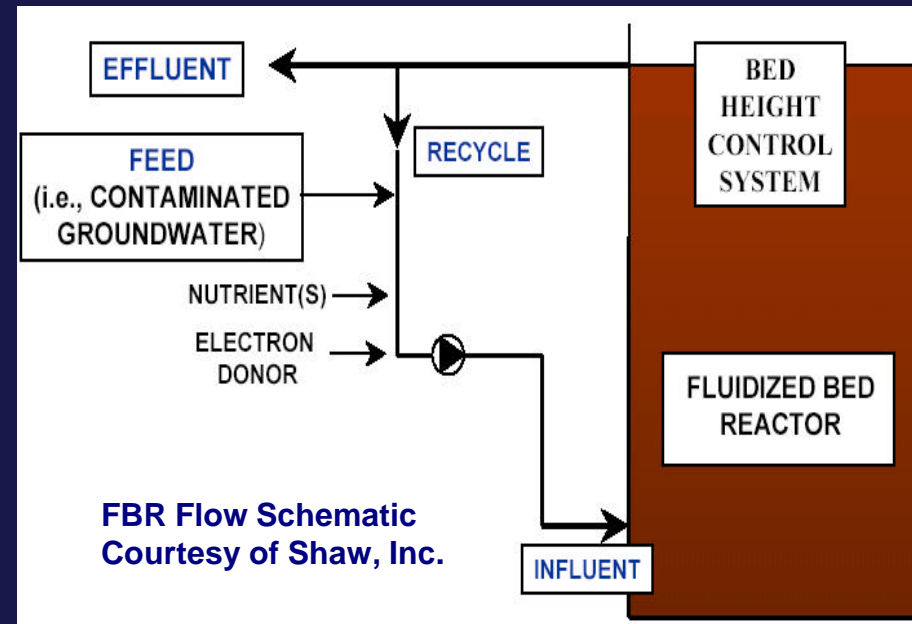 EFFLUENT
BED
HEIGHT
CONTROL
SYSTEM
RECYCLE
FEED
(i.e., CONTAMINATED
GROUNDWATER)
NUTRIENT(S)
ELECTRON
DONOR
FLUIDIZED BED
REACTOR
FBR Flow Schematic
Courtesy of Shaw, Inc.
INFLUENT